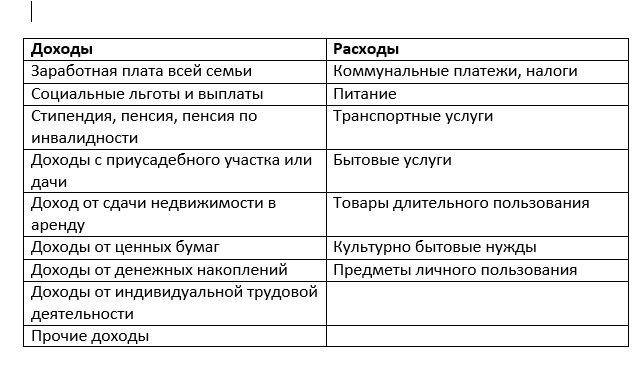 Доходы Расходы
Заработная плата всей семьи Коммунальные платежи, налоги
Социальные льготы и выплаты Питание
Стипендия, пенсия, пенсия по Транспортные услуги
инвалидности
Доходы с приусадебного участка или Бытовые услуги
дачи
Доход от сдачи недвижимости в Товары длительного пользования
аренду
Доходы от ценных бумаг Культурно бытовые нужды
Доходы от денежных накоплений Предметы личного пользования
Доходы от индивидуальной трудовой
деятельности
Прочие доходы